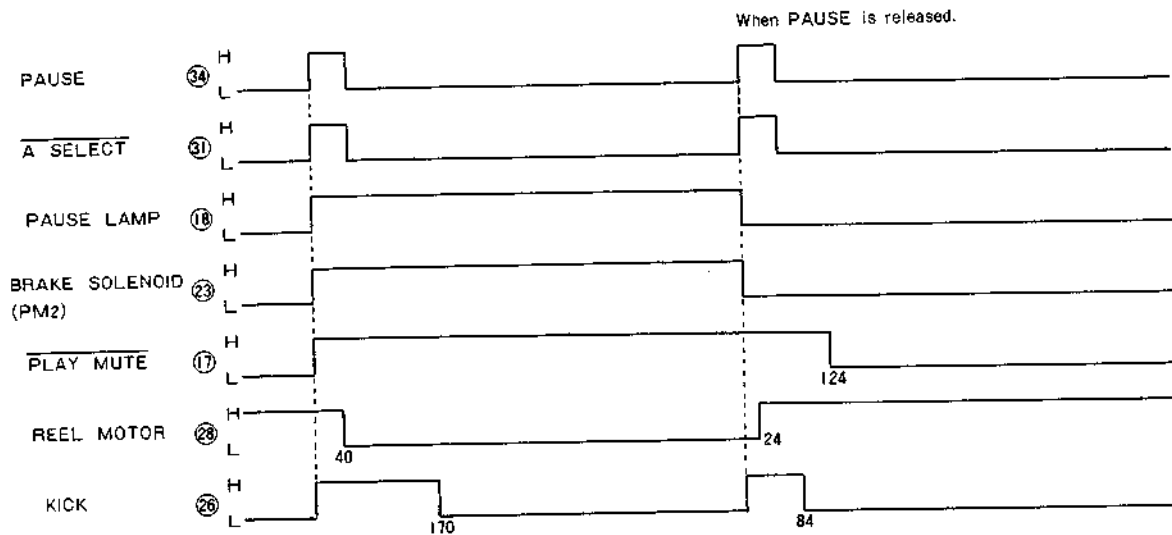 When PAUSE is released.
PAUSE ㉞ H L
A SELECT ㉛ H L
PAUSE LAMP ⑱ H L
BRAKE SOLENOID
(PM2) ㉓ H L
PLAY MUTE ⑰ H L
124
REEL MOTOR ㉘ H L
40 24
KICK ㉖ H L
170 84